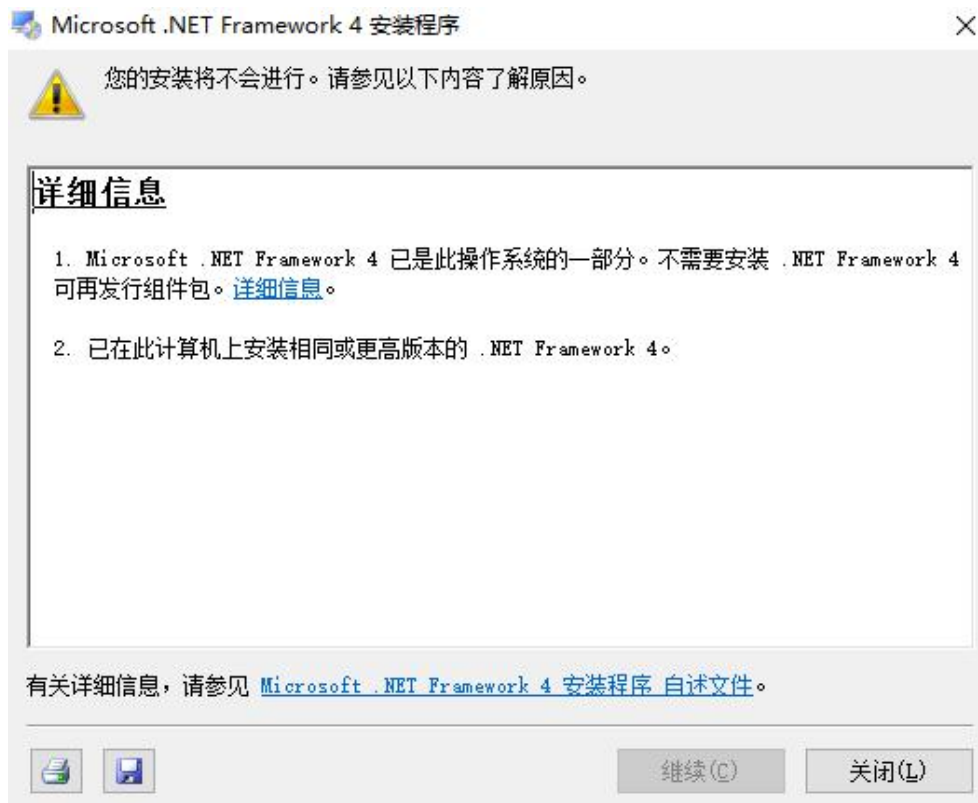 Microsoft .NET Framework 4 安装程序
您的安装将不会进行。请参见以下内容了解原因。
详细信息
1. Microsoft .NET Framework 4 已是此操作系统的一部分。不需要安装 .NET Framework 4
可再发行组件包。详细信息。
2. 已在此计算机上安装相同或更高版本的 .NET Framework 4。
有关详细信息，请参见 Microsoft .NET Framework 4 安装程序 自述文件。
继续(C) 关闭(L)